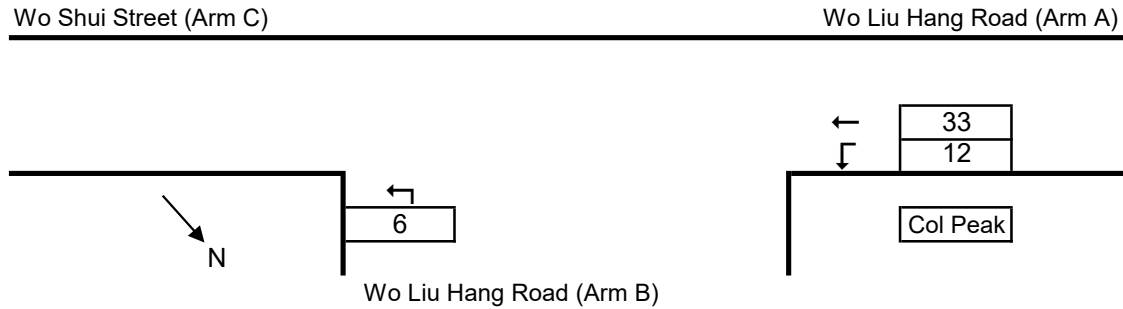 Wo Shui Street (Arm C)
Wo Liu Hang Road (Arm A)
33
12
6
Col Peak
N
Wo Liu Hang Road (Arm B)